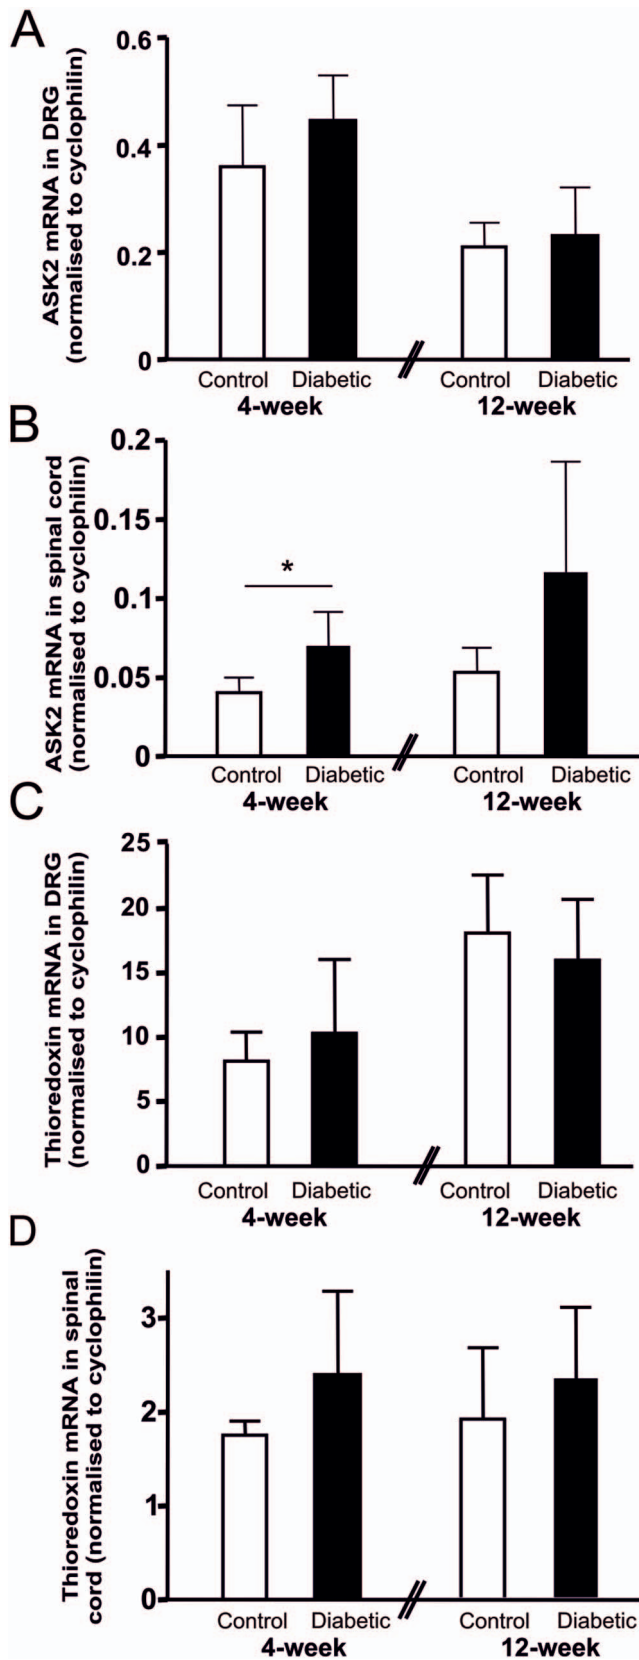 A
ASK2 mRNA in DRG
(normalised to cyclophilin)
0.6
0.4
0.2
0
Control Diabetic Control Diabetic
4-week 12-week
B
ASK2 mRNA in spinal cord
(normalised to cyclophilin)
0.2
0.15
0.1
0.05
0
*
Control Diabetic Control Diabetic
4-week 12-week
C
Thioredoxin mRNA in DRG
(normalised to cyclophilin)
25
20
15
10
5
0
Control Diabetic Control Diabetic
4-week 12-week
D
Thioredoxin mRNA in spinal
cord (normalised to cyclophilin)
3
2
1
0
Control Diabetic Control Diabetic
4-week 12-week